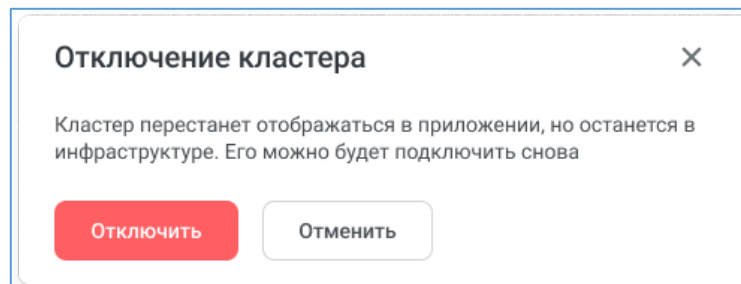 Отключение кластера
Кластер перестанет отображаться в приложении, но останется в
инфраструктуре. Его можно будет подключить снова
Отключить
Отменить